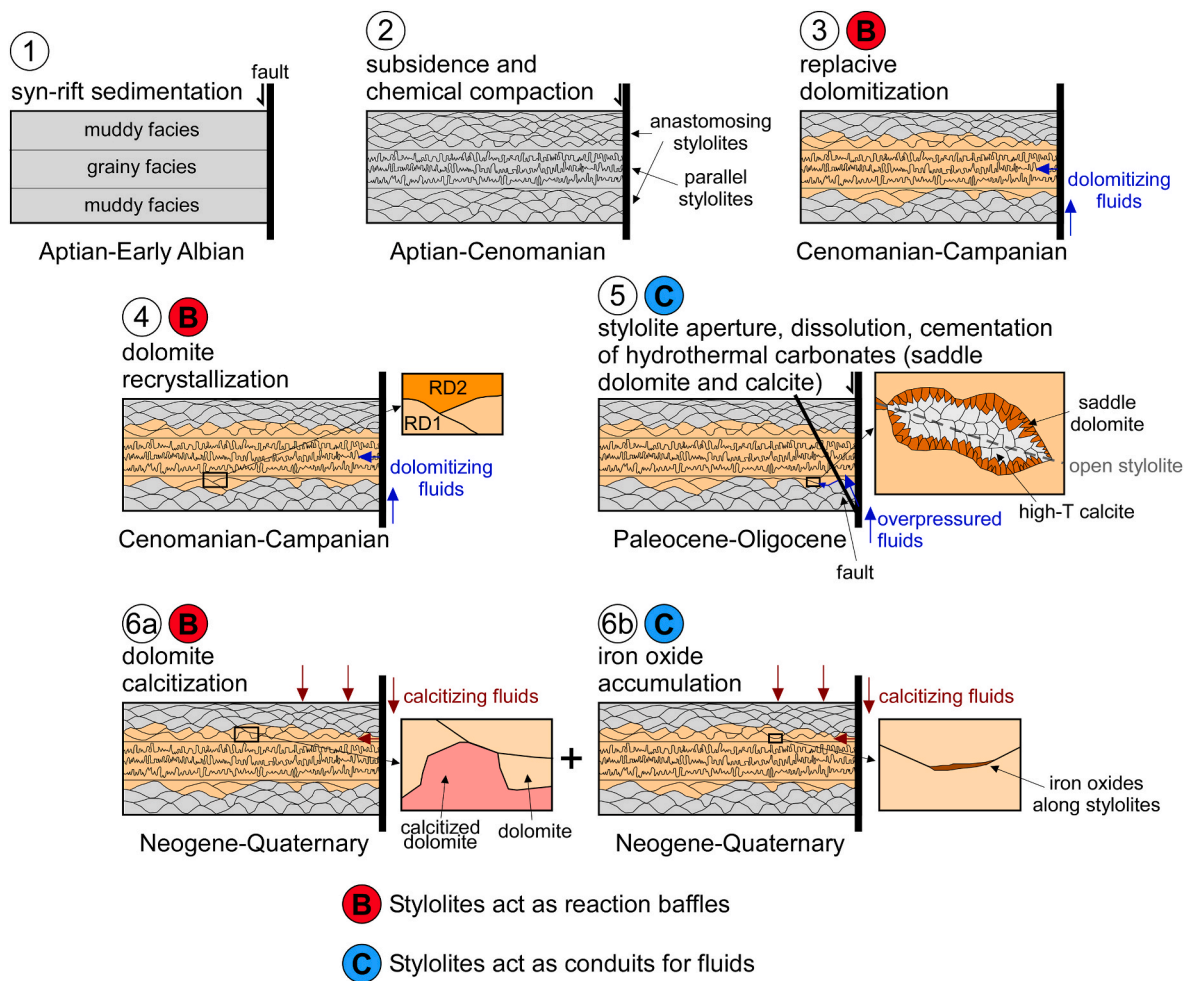 1
syn-rift sedimentation
fault
muddy facies
grainy facies
muddy facies
Aptian-Early Albian
2
subsidence and
chemical compaction
anastomosing
stylolites
parallel
stylolites
Aptian-Cenomanian
3 B
replacive
dolomitization
dolomitizing
fluids
Cenomanian-Campanian
4 B
dolomite
recrystallization
RD2
RD1
dolomitizing
fluids
Cenomanian-Campanian
5 C
stylolite aperture, dissolution, cementation
of hydrothermal carbonates (saddle
dolomite and calcite)
saddle
dolomite
open stylolite
high-T calcite
overpressured
fluids
fault
Paleocene-Oligocene
6a B
dolomite
calcitization
calcitizing fluids
calcitized
dolomite
dolomite
Neogene-Quaternary
+
6b C
iron oxide
accumulation
calcitizing fluids
iron oxides
along stylolites
Neogene-Quaternary
B Stylolites act as reaction baffles
C Stylolites act as conduits for fluids